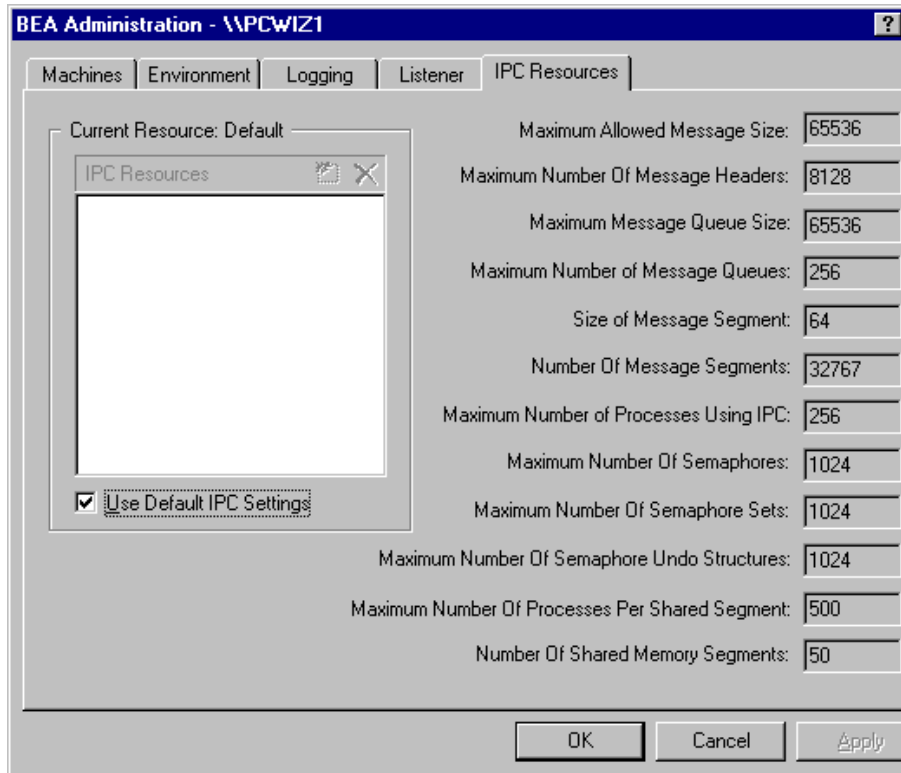 BEA Administration - \\PCWIZ1
?
Machines Environment Logging Listener IPC Resources
Current Resource: Default
IPC Resources
Use Default IPC Settings
Maximum Allowed Message Size: 65536
Maximum Number Of Message Headers: 8128
Maximum Message Queue Size: 65536
Maximum Number of Message Queues: 256
Size of Message Segment: 64
Number Of Message Segments: 32767
Maximum Number of Processes Using IPC: 256
Maximum Number Of Semaphores: 1024
Maximum Number Of Semaphore Sets: 1024
Maximum Number Of Semaphore Undo Structures: 1024
Maximum Number Of Processes Per Shared Segment: 500
Number Of Shared Memory Segments: 50
OK Cancel Apply